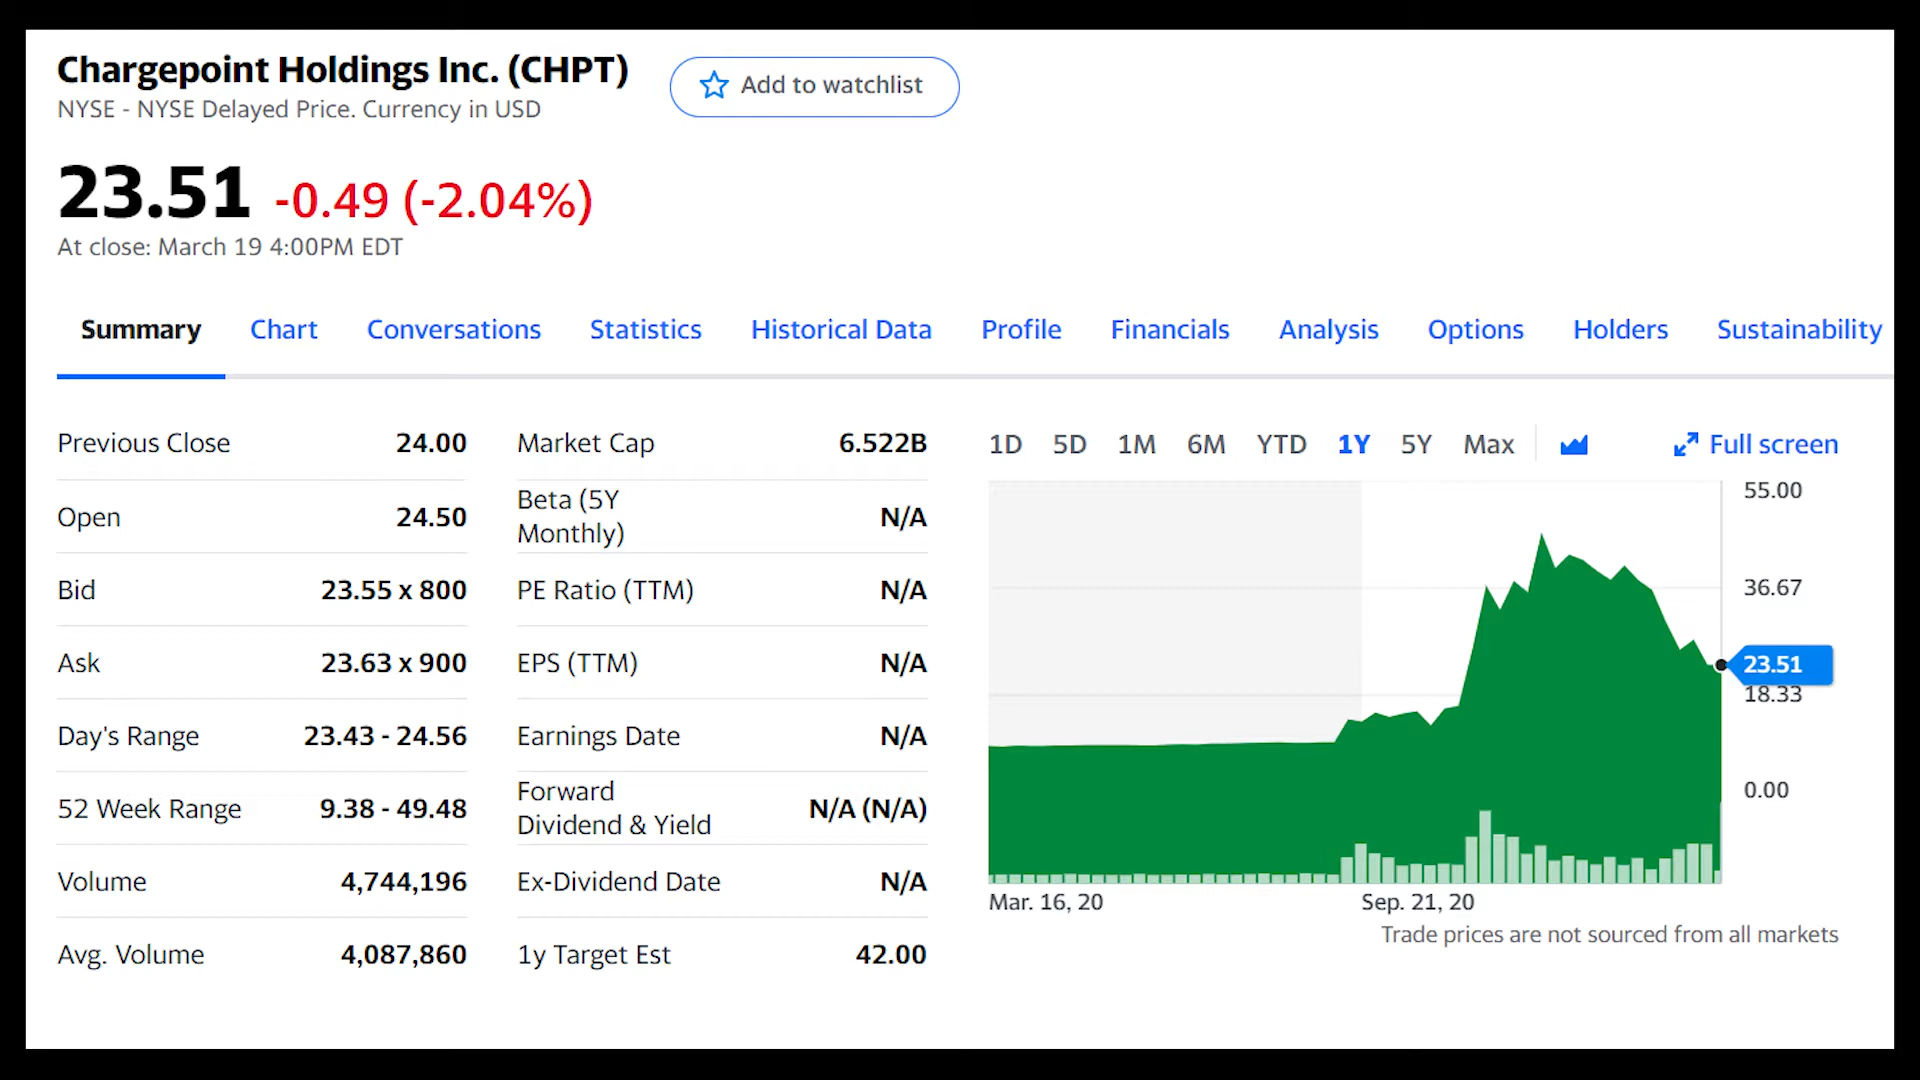 Chargepoint Holdings Inc. (CHPT)
NYSE - NYSE Delayed Price. Currency in USD
Add to watchlist
23.51 -0.49 (-2.04%)
At close: March 19 4:00PM EDT
Summary Chart Conversations Statistics Historical Data Profile Financials Analysis Options Holders Sustainability
Previous Close 24.00
Open 24.50
Bid 23.55 x 800
Ask 23.63 x 900
Day's Range 23.43 - 24.56
52 Week Range 9.38 - 49.48
Volume 4,744,196
Avg. Volume 4,087,860
Market Cap 6.522B
Beta (5Y
Monthly) N/A
PE Ratio (TTM) N/A
EPS (TTM) N/A
Earnings Date N/A
Forward
Dividend & Yield N/A (N/A)
Ex-Dividend Date N/A
1y Target Est 42.00
1D 5D 1M 6M YTD 1Y 5Y Max Full screen
55.00
36.67
23.51
18.33
0.00
Mar. 16, 20 Sep. 21, 20
Trade prices are not sourced from all markets